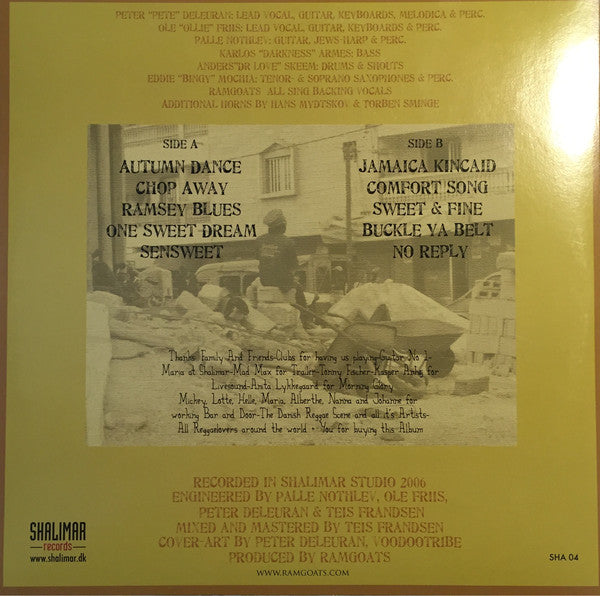 PETER "PETE" DELEURAN: LEAD VOCAL, GUITAR, KEYBOARDS, MELODICA & PERC.
OLE "OLLIE" FRIIS: LEAD VOCAL, GUITAR, KEYBOARDS & PERC.
PALLE NOTHLEV: GUITAR, JEWS-HARP & PERC.
KARLOS "DARKNESS" ARMES: BASS
ANDERS"DR LOVE" SKEEM: DRUMS & SHOUTS
EDDIE "BINGY" MOCHIA: TENOR- & SOPRANO SAXOPHONES & PERC.
RAMGOATS ALL SING BACKING VOCALS
ADDITIONAL HORNS BY HANS MYDTSKOV & TORBEN SMINGE
SIDE A
AUTUMN DANCE
CHOP AWAY
RAMSEY BLUES
ONE SWEET DREAM
SENSWEET
SIDE B
JAMAICA KINCAID
COMFORT SONG
SWEET & FINE
BUCKLE YA BELT
NO REPLY
Thanks: Family And Friends-Clubs for having us playing-Guitar No 1-
Maria at Shalimar-Mad Max for Trailer-Tonny Fischer-Kasper Anhg for
Livesound-Anita Lykkegaard for Morning Glory
Mickey, Lotte, Helle, Maria, Alberthe, Nanna and Johanne for
working Bar and Door-The Danish Reggae Scene and all it's Artists-
All Reggaelovers around the world - You for buying this Album
RECORDED IN SHALIMAR STUDIO 2006
ENGINEERED BY PALLE NOTHLEV, OLE FRIIS,
PETER DELEURAN & TEIS FRANDSEN
MIXED AND MASTERED BY TEIS FRANDSEN
COVER-ART BY PETER DELEURAN, VOODOOTRIBE
PRODUCED BY RAMGOATS
WWW.RAMGOATS.COM
SHALIMAR
records
www.shalimar.dk
SHA 04